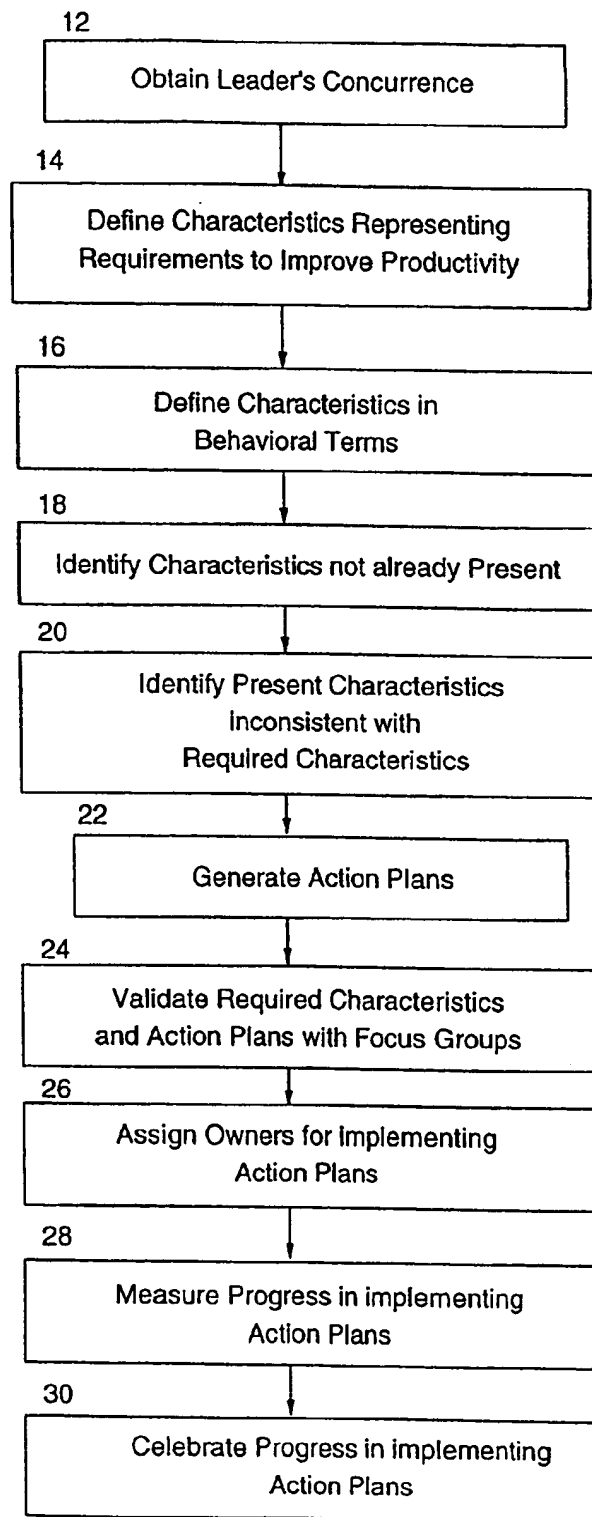 12
Obtain Leader's Concurrence
14
Define Characteristics Representing
Requirements to Improve Productivity
16
Define Characteristics in
Behavioral Terms
18
Identify Characteristics not already Present
20
Identify Present Characteristics
inconsistent with
Required Characteristics
22
Generate Action Plans
24
Validate Required Characteristics
and Action Plans with Focus Groups
26
Assign Owners for Implementing
Action Plans
28
Measure Progress in implementing
Action Plans
30
Celebrate Progress in implementing
Action Plans